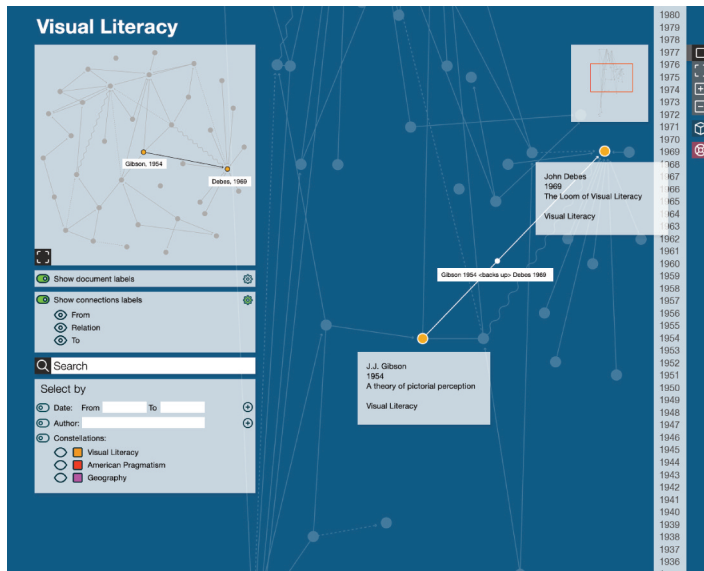 Visual Literacy
Gibson, 1954
Debes, 1969
Show document labels
Show connections labels
From
Relation
To
Search
Select by
Date: From To
Author:
Constellations:
Visual Literacy
American Pragmatism
Geography
John Debes
1969
The Loom of Visual Literacy
Visual Literacy
Gibson 1954 <backs up> Debes 1969
J.J. Gibson
1954
A theory of pictorial perception
Visual Literacy
1980
1979
1978
1977
1976
1975
1974
1973
1972
1971
1970
1969
1968
1967
1966
1965
1964
1963
1962
1961
1960
1959
1958
1957
1956
1955
1954
1953
1952
1951
1950
1949
1948
1947
1946
1945
1944
1943
1942
1941
1940
1939
1938
1937
1936